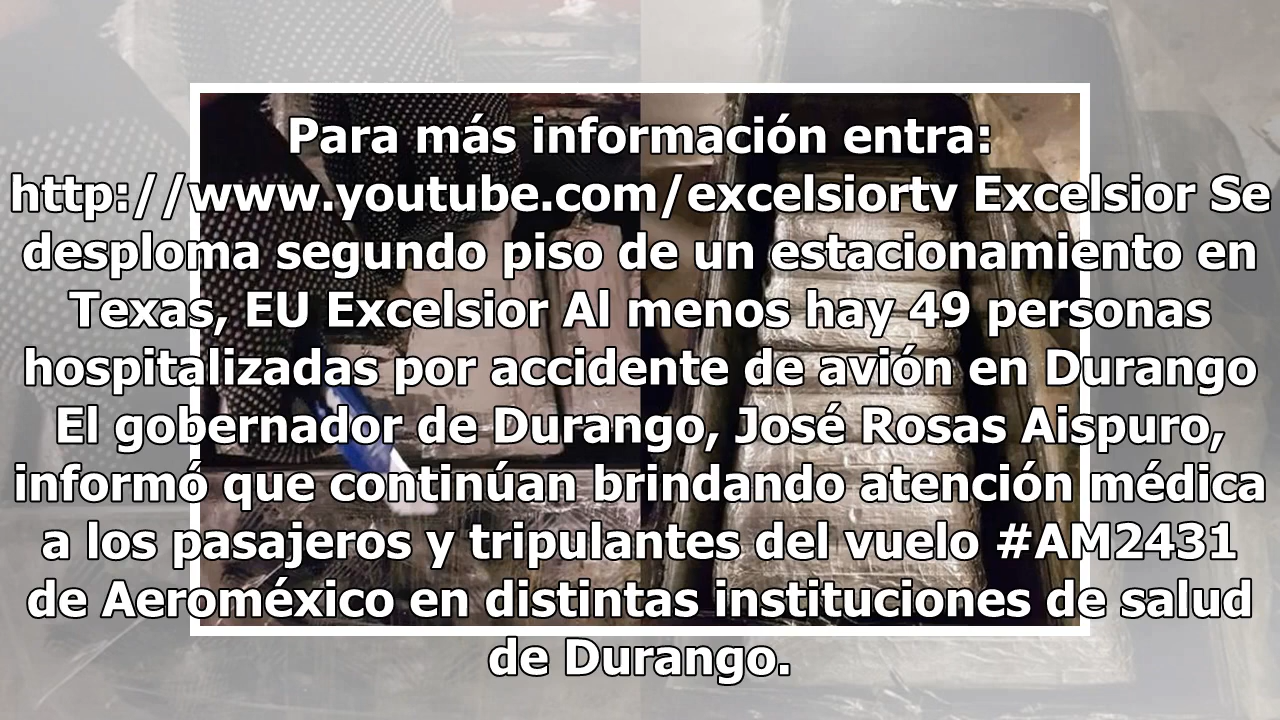 Para más información entra:
http://www.youtube.com/excelsiortv Excelsior Se
desploma segundo piso de un estacionamiento en
Texas, EU Excelsior Al menos hay 49 personas
hospitalizadas por accidente de avión en Durango
El gobernador de Durango, José Rosas Aispuro,
informó que continúan brindando atención médica
a los pasajeros y tripulantes del vuelo #AM2431
de Aeroméxico en distintas instituciones de salud
de Durango.